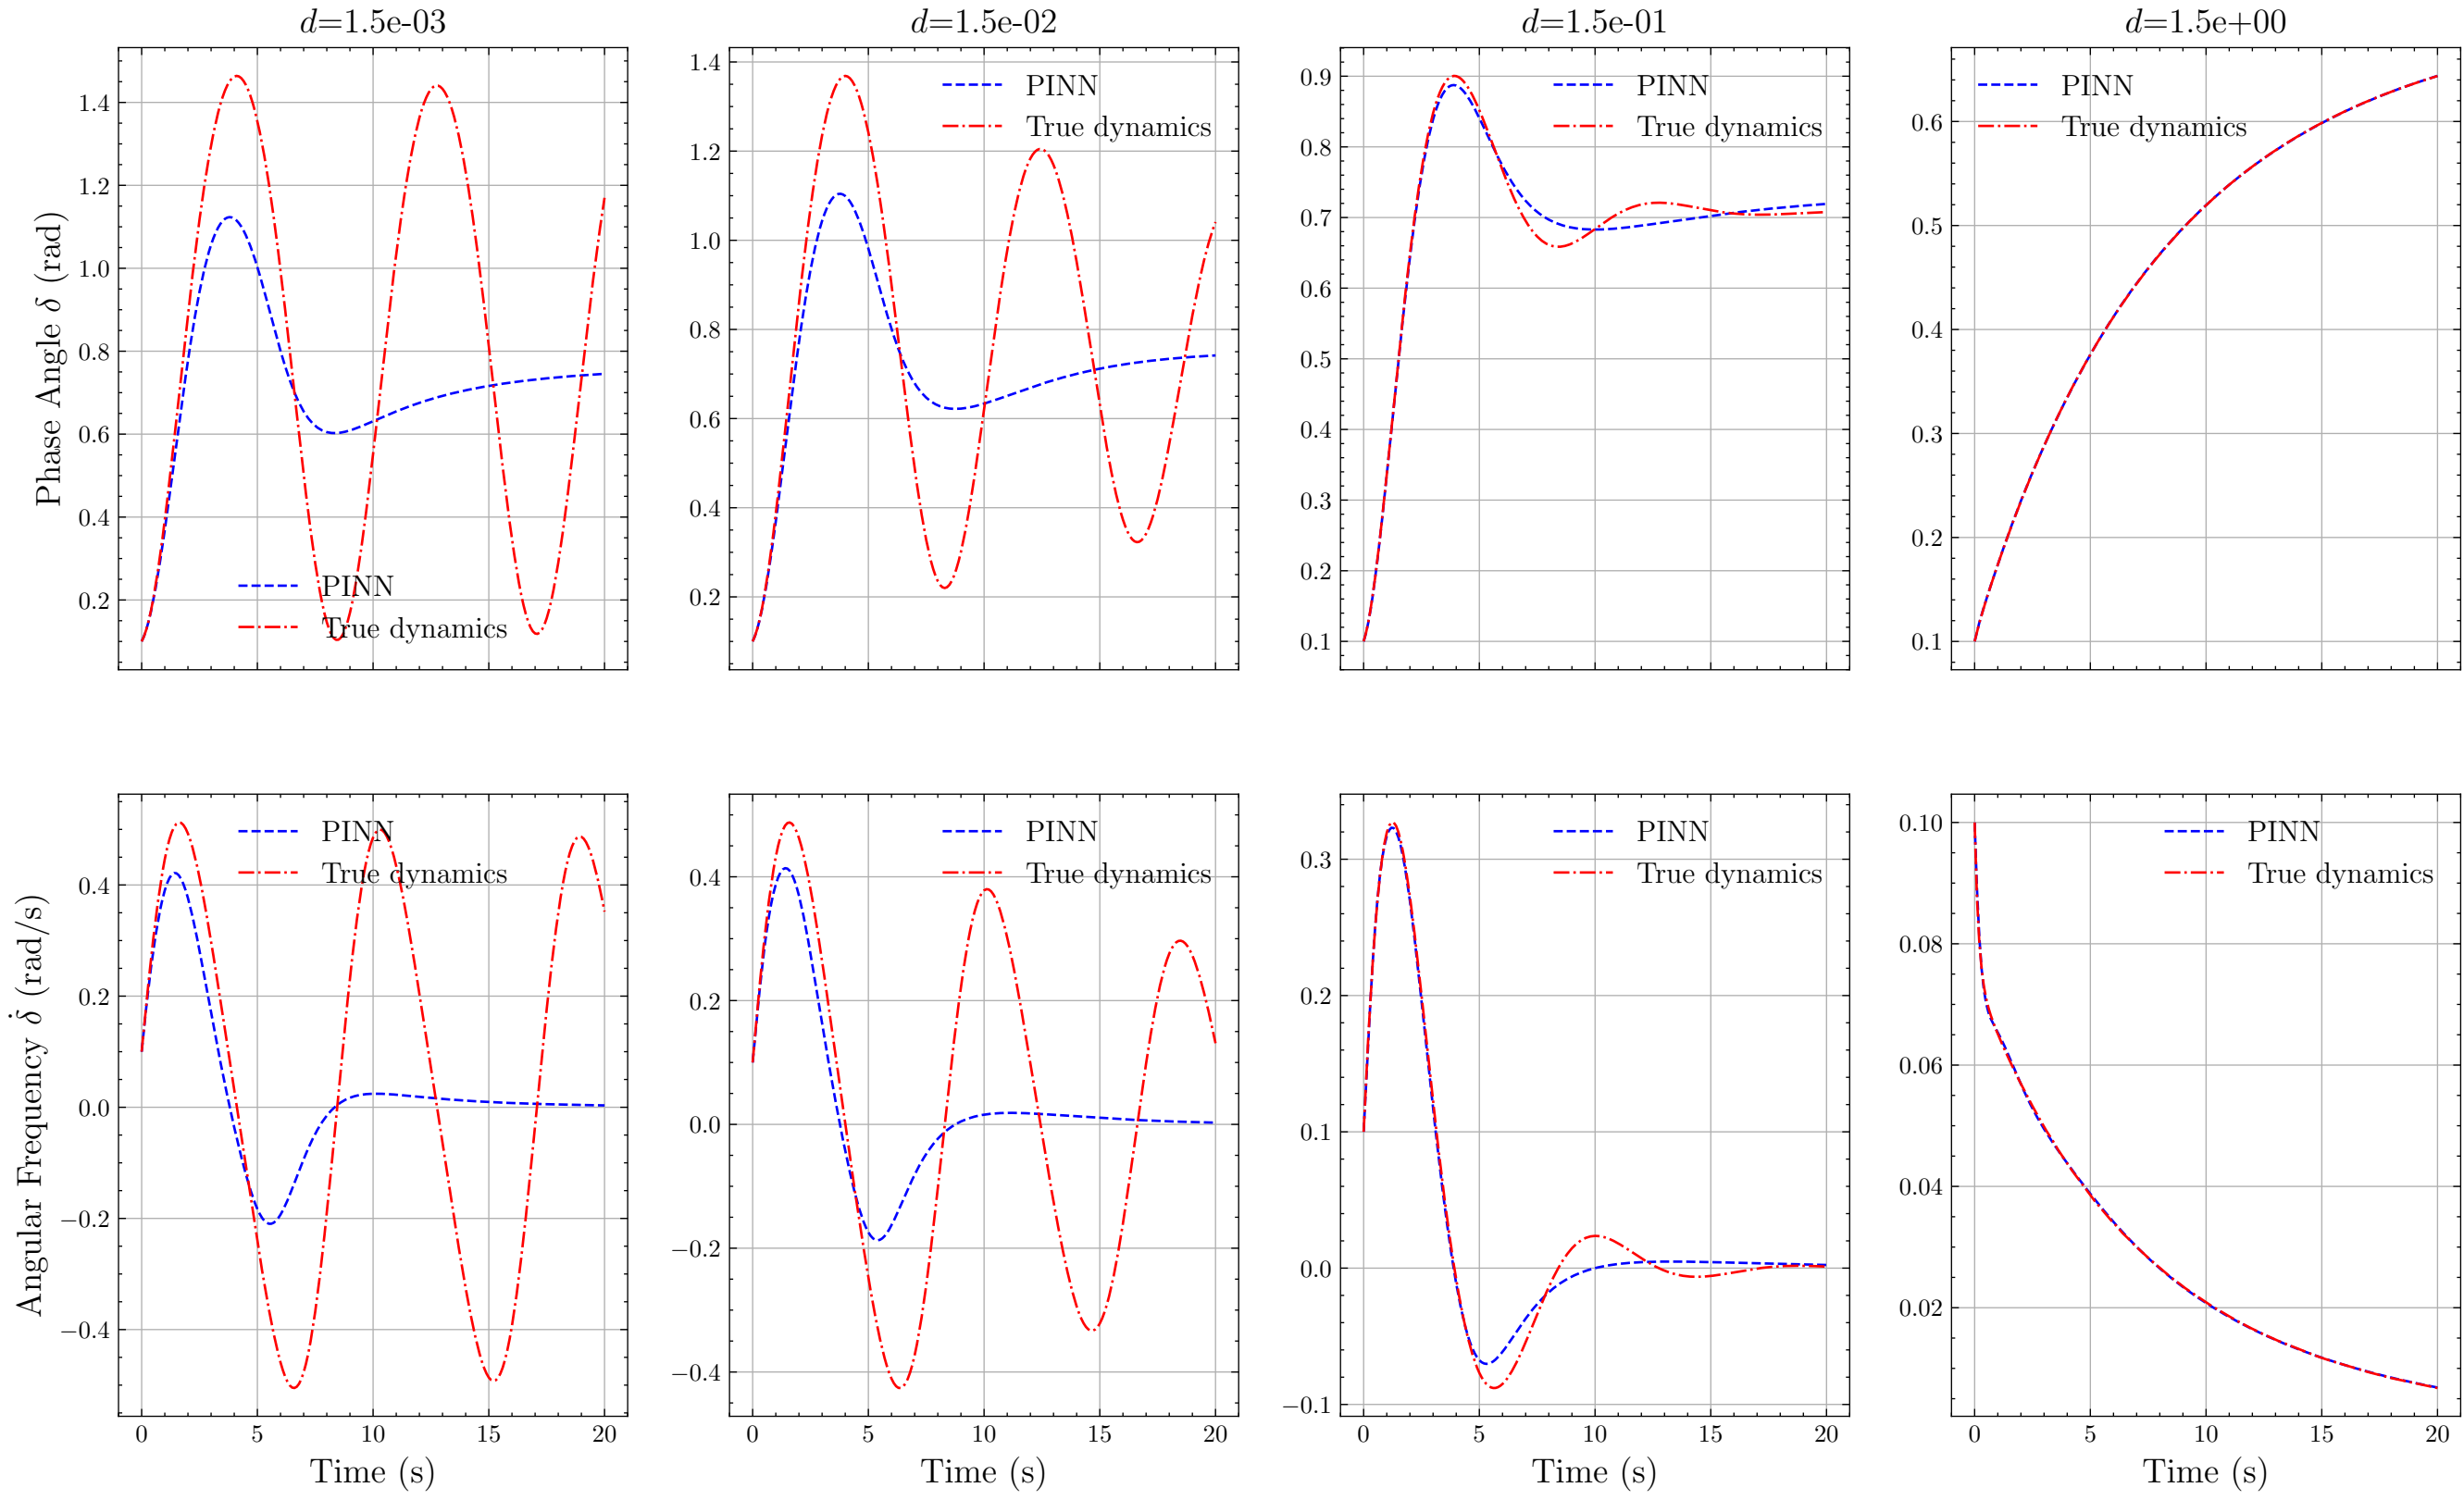 d=1.5e-03
d=1.5e-02
d=1.5e-01
d=1.5e+00
Phase Angle δ (rad)
1.4
1.2
1.0
0.8
0.6
0.4
0.2
PINN
True dynamics
1.4
1.2
1.0
0.8
0.6
0.4
0.2
PINN
True dynamics
0.9
0.8
0.7
0.6
0.5
0.4
0.3
0.2
0.1
PINN
True dynamics
0.6
0.5
0.4
0.3
0.2
0.1
PINN
True dynamics
Angular Frequency δ̇ (rad/s)
0.4
0.2
0.0
−0.2
−0.4
PINN
True dynamics
0 5 10 15 20
Time (s)
0.4
0.2
0.0
−0.2
−0.4
PINN
True dynamics
0 5 10 15 20
Time (s)
0.3
0.2
0.1
0.0
−0.1
PINN
True dynamics
0 5 10 15 20
Time (s)
0.10
0.08
0.06
0.04
0.02
PINN
True dynamics
0 5 10 15 20
Time (s)